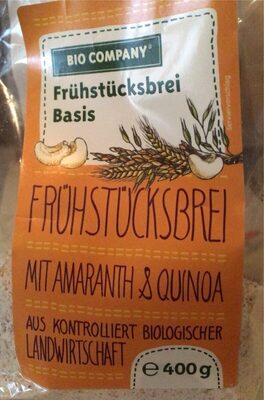 BIO COMPANY®
Frühstücksbrei
Basis
FRÜHSTÜCKSBREI
MIT AMARANTH & QUINOA
AUS KONTROLLIERT BIOLOGISCHER
LANDWIRTSCHAFT
℮ 400g